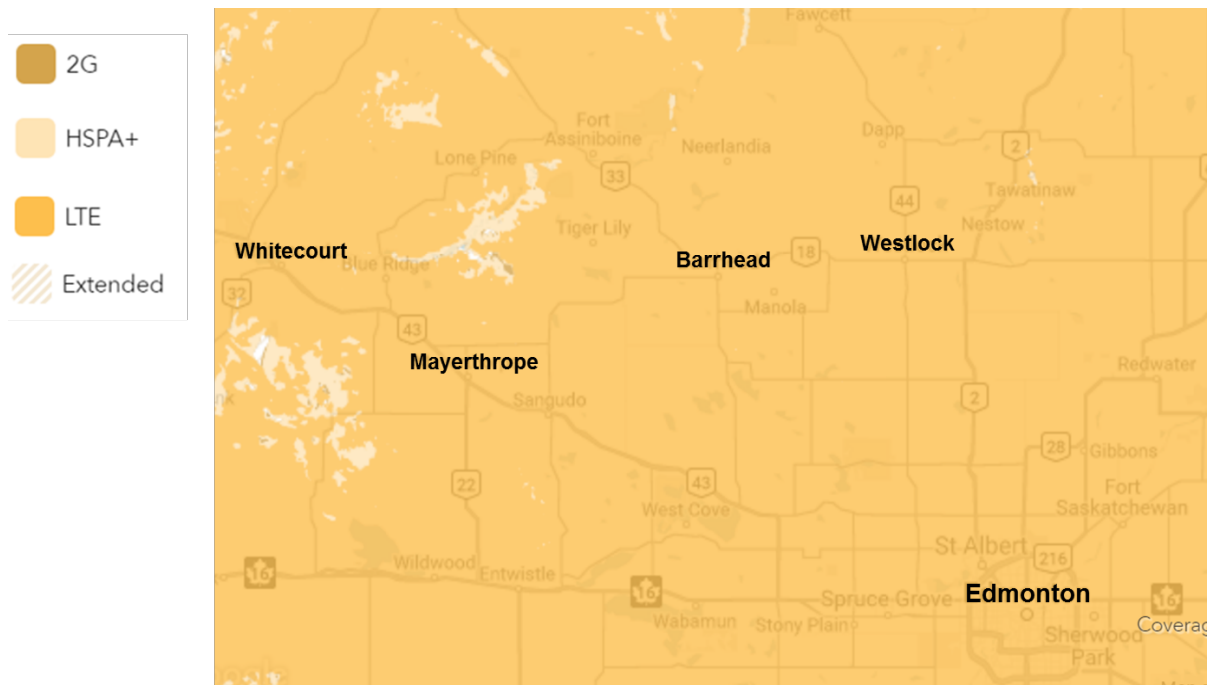 2G
HSPA+
LTE
Extended
Fawcett
Fort
Assiniboine
Dapp
2
Neerlandia
Lone Pine
33
Tawatinaw
44
Nestow
Tiger Lily
Whitecourt
Blue Ridge
Barrhead
18
Westlock
32
Manola
43
Mayerthrope
Redwater
Sangudo
2
28
Gibbons
22
43
Fort
Saskatchewan
West Cove
St Albert
216
16
Wildwood
Entwistle
16
Spruce Grove
Edmonton
16
Wabamun
Stony Plain
Coverag
Sherwood
Park